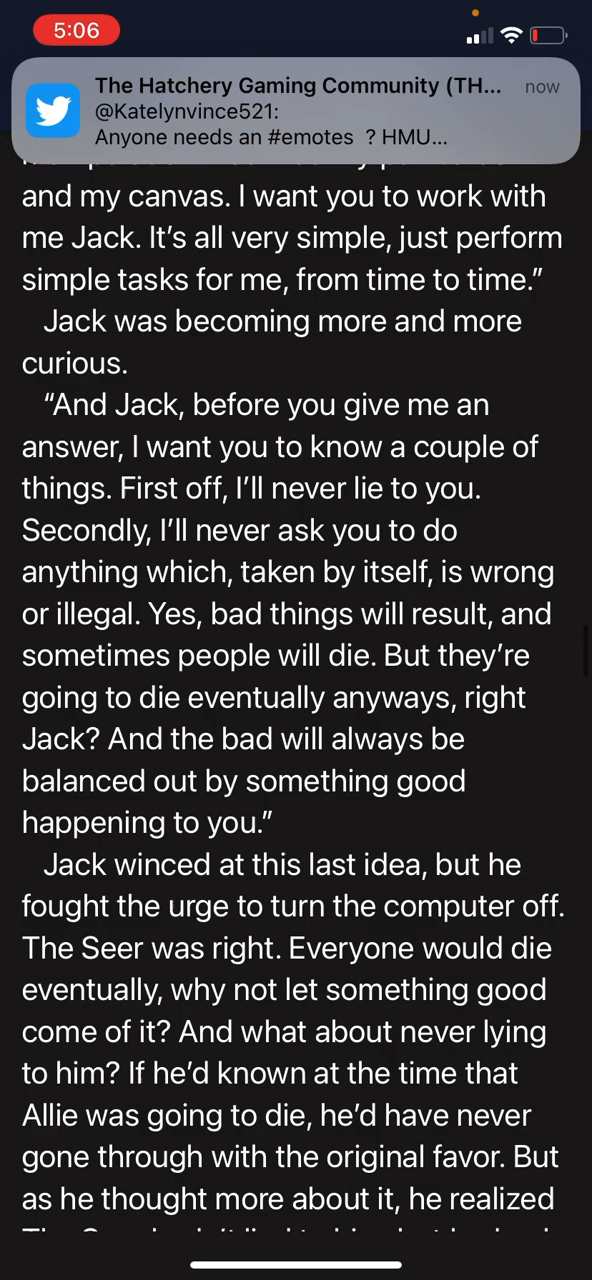 5:06
The Hatchery Gaming Community (TH...
now
@Katelynvince521:
Anyone needs an #emotes ? HMU...
and my canvas. I want you to work with
me Jack. It’s all very simple, just perform
simple tasks for me, from time to time.”
Jack was becoming more and more
curious.
“And Jack, before you give me an
answer, I want you to know a couple of
things. First off, I’ll never lie to you.
Secondly, I’ll never ask you to do
anything which, taken by itself, is wrong
or illegal. Yes, bad things will result, and
sometimes people will die. But they’re
going to die eventually anyways, right
Jack? And the bad will always be
balanced out by something good
happening to you.”
Jack winced at this last idea, but he
fought the urge to turn the computer off.
The Seer was right. Everyone would die
eventually, why not let something good
come of it? And what about never lying
to him? If he’d known at the time that
Allie was going to die, he’d have never
gone through with the original favor. But
as he thought more about it, he realized